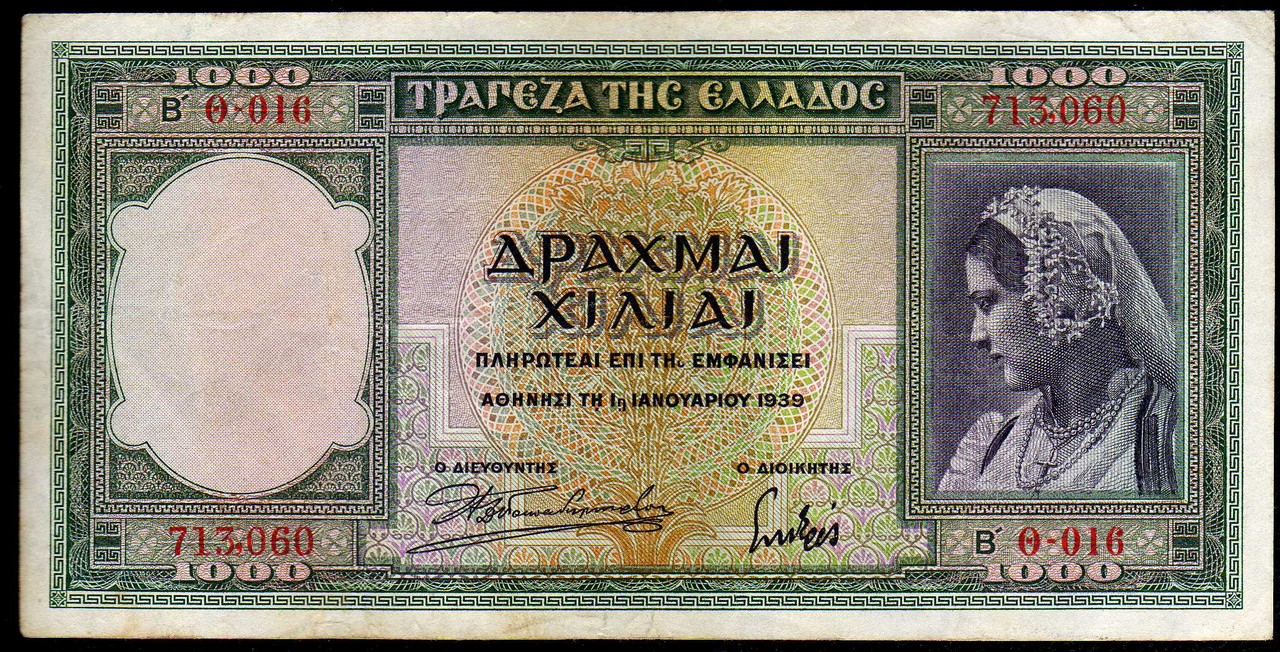 1000
1000
Β΄ Θ-016
ΤΡΑΠΕΖΑ ΤΗΣ ΕΛΛΑΔΟΣ
713,060
ΔΡΑΧΜΑΙ
ΧΙΛΙΑΙ
ΠΛΗΡΩΤΕΑΙ ΕΠΙ ΤΗι ΕΜΦΑΝΙΣΕΙ
ΑΘΗΝΗΣΙ ΤΗ 1η ΙΑΝΟΥΑΡΙΟΥ 1939
Ο ΔΙΕΥΘΥΝΤΗΣ
Ο ΔΙΟΙΚΗΤΗΣ
713,060
Β΄ Θ-016
1000
1000